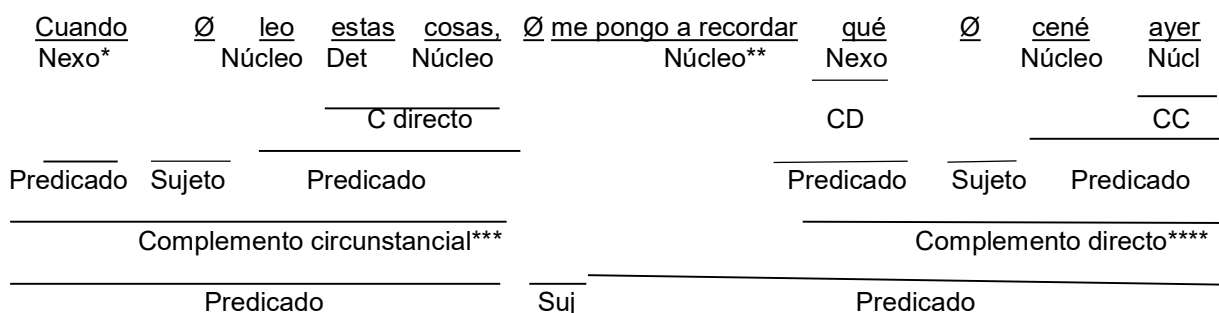 Cuando Ø leo estas cosas, Ø me pongo a recordar qué Ø cené ayer
Nexo* Núcleo Det Núcleo Núcleo** Nexo Núcleo Núcl
C directo CD CC
Predicado Sujeto Predicado Predicado Sujeto Predicado
Complemento circunstancial*** Complemento directo****
Predicado Suj Predicado